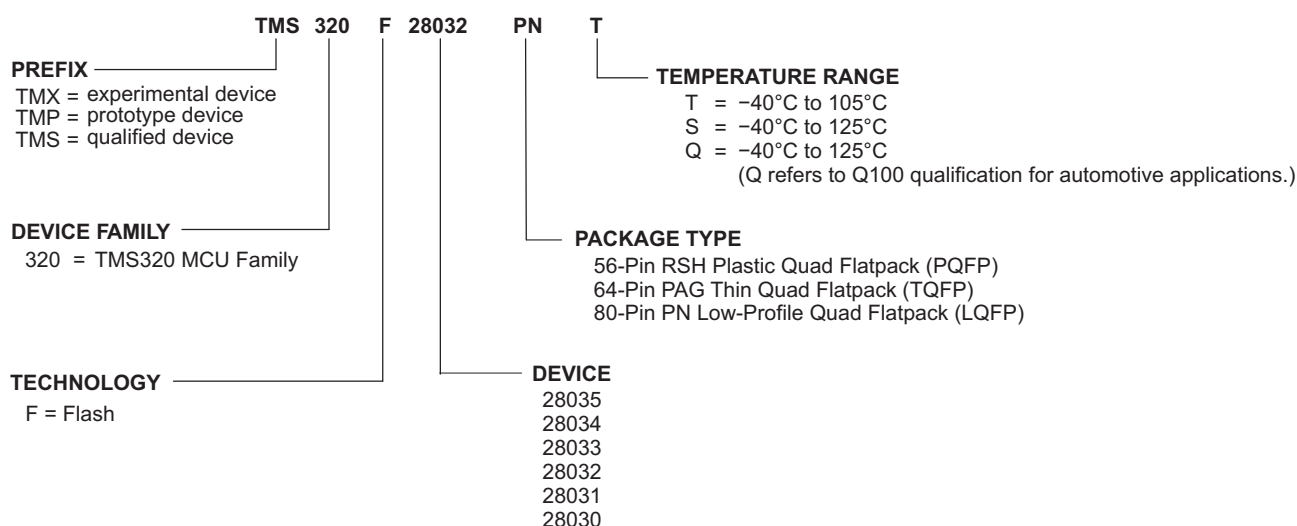 TMS 320 F 28032 PN T
PREFIX
TMX = experimental device
TMP = prototype device
TMS = qualified device
TEMPERATURE RANGE
T = −40°C to 105°C
S = −40°C to 125°C
Q = −40°C to 125°C
(Q refers to Q100 qualification for automotive applications.)
DEVICE FAMILY
320 = TMS320 MCU Family
PACKAGE TYPE
56-Pin RSH Plastic Quad Flatpack (PQFP)
64-Pin PAG Thin Quad Flatpack (TQFP)
80-Pin PN Low-Profile Quad Flatpack (LQFP)
TECHNOLOGY
F = Flash
DEVICE
28035
28034
28033
28032
28031
28030